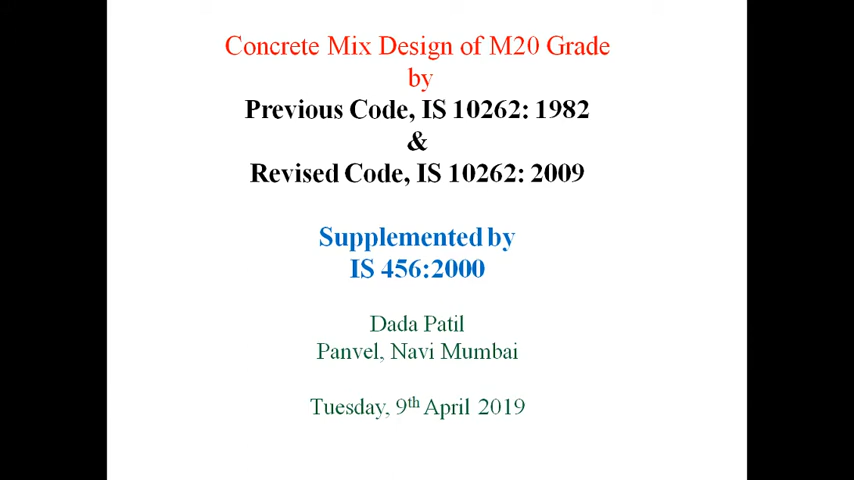 Concrete Mix Design of M20 Grade
by
Previous Code, IS 10262: 1982
&
Revised Code, IS 10262: 2009
Supplemented by
IS 456:2000
Dada Patil
Panvel, Navi Mumbai
Tuesday, 9th April 2019